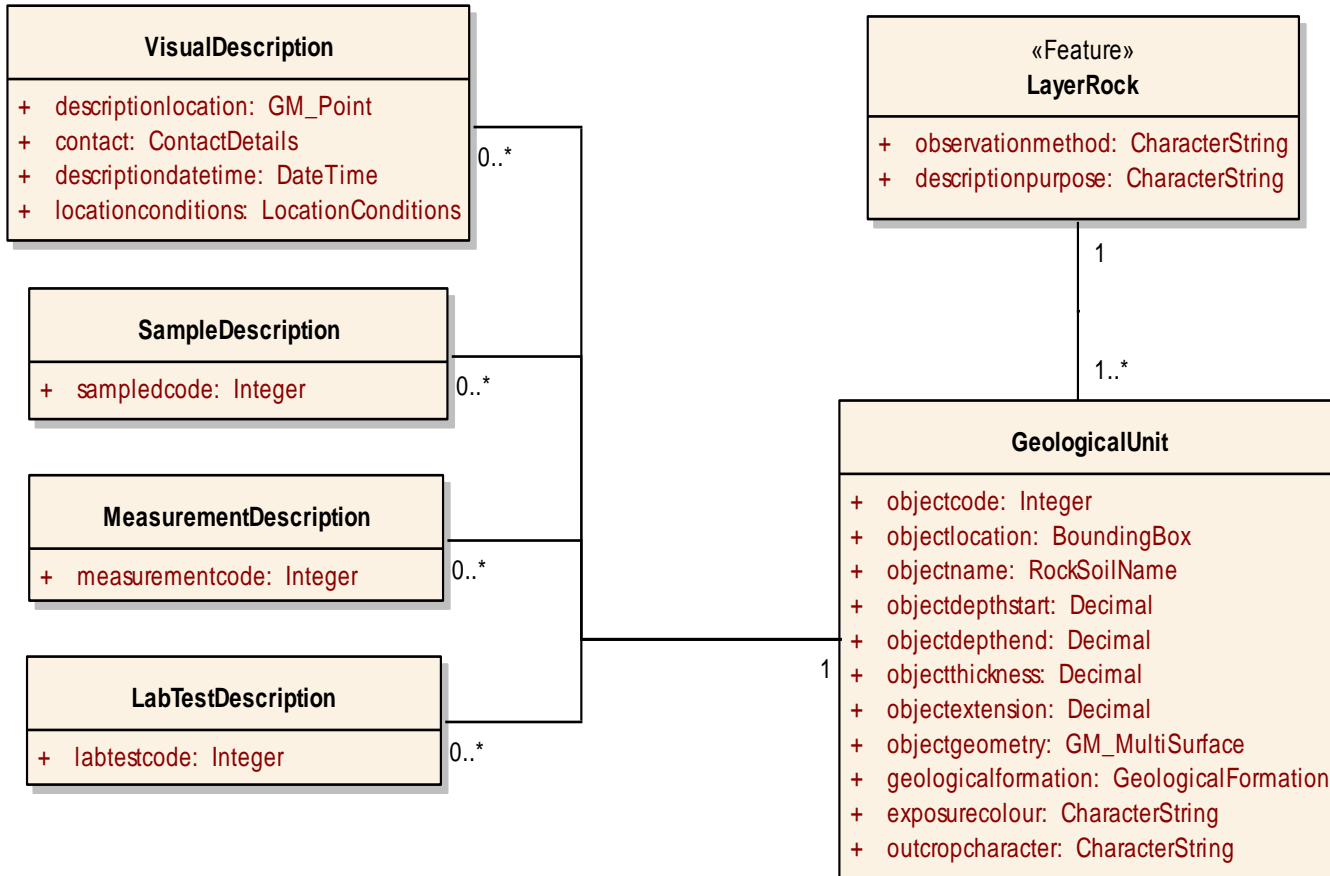 VisualDescription
+ descriptionlocation: GM_Point
+ contact: ContactDetails
+ descriptiondatetime: DateTime
+ locationconditions: LocationConditions
0..*
SampleDescription
+ sampledcode: Integer
0..*
MeasurementDescription
+ measurementcode: Integer
0..*
LabTestDescription
+ labtestcode: Integer
0..*
«Feature»
LayerRock
+ observationmethod: CharacterString
+ descriptionpurpose: CharacterString
1
1..*
GeologicalUnit
+ objectcode: Integer
+ objectlocation: BoundingBox
+ objectname: RockSoilName
+ objectdepthstart: Decimal
+ objectdepthend: Decimal
+ objectthickness: Decimal
+ objectextension: Decimal
+ objectgeometry: GM_MultiSurface
+ geologicalformation: GeologicalFormation
+ exposurecolour: CharacterString
+ outcropcharacter: CharacterString
1